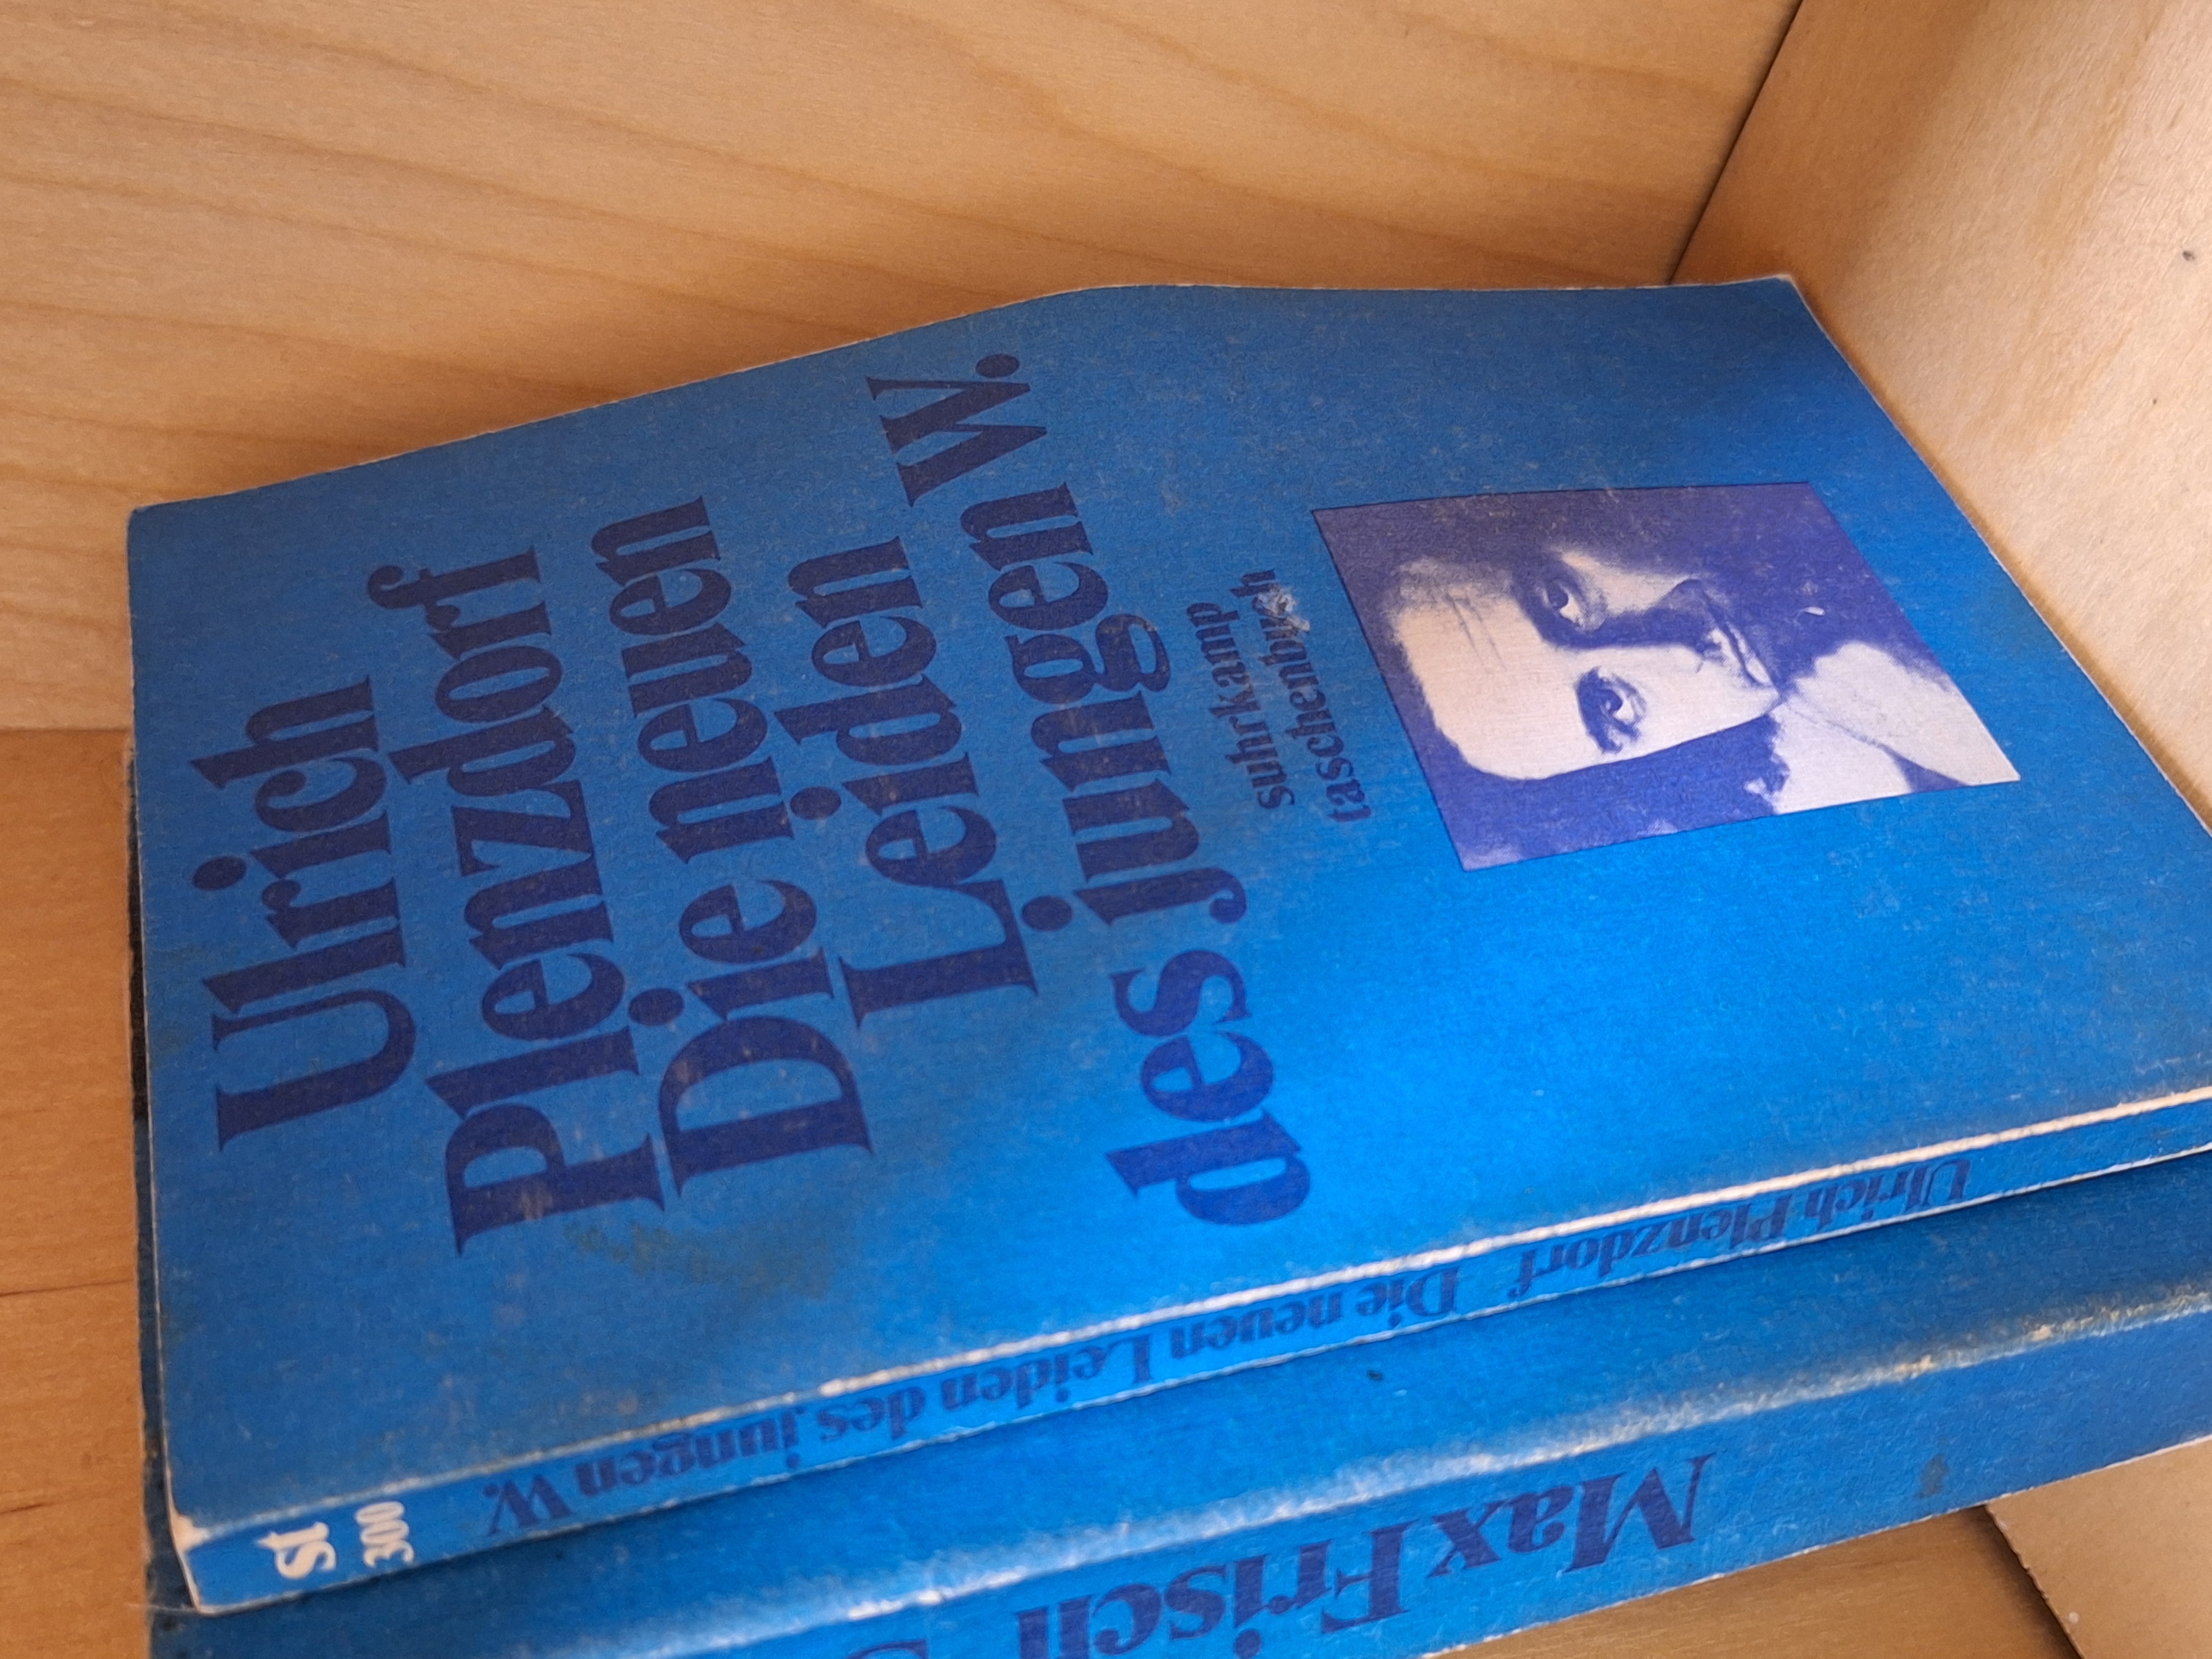 Ulrich
Plenzdorf
Die neuen
Leiden
des jungen W.
suhrkamp
taschenbuch
Ulrich Plenzdorf Die neuen Leiden des jungen W.
st
300
Max Frisch